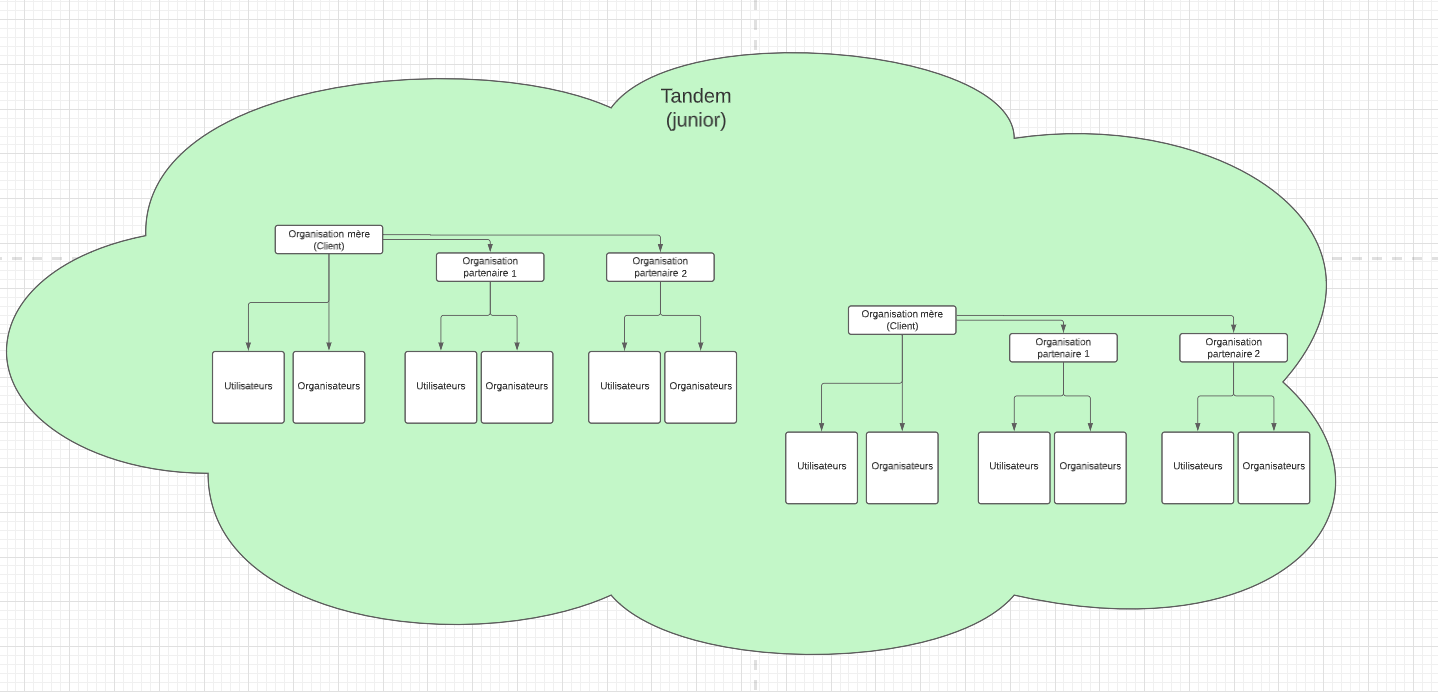 Tandem
(junior)
Organisation mère
(Client)
Organisation
partenaire 1
Organisation
partenaire 2
Utilisateurs
Organisateurs
Utilisateurs
Organisateurs
Utilisateurs
Organisateurs
Organisation mère
(Client)
Organisation
partenaire 1
Organisation
partenaire 2
Utilisateurs
Organisateurs
Utilisateurs
Organisateurs
Utilisateurs
Organisateurs